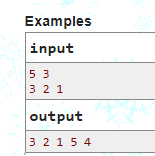 Examples
input
5 3
3 2 1
output
3 2 1 5 4